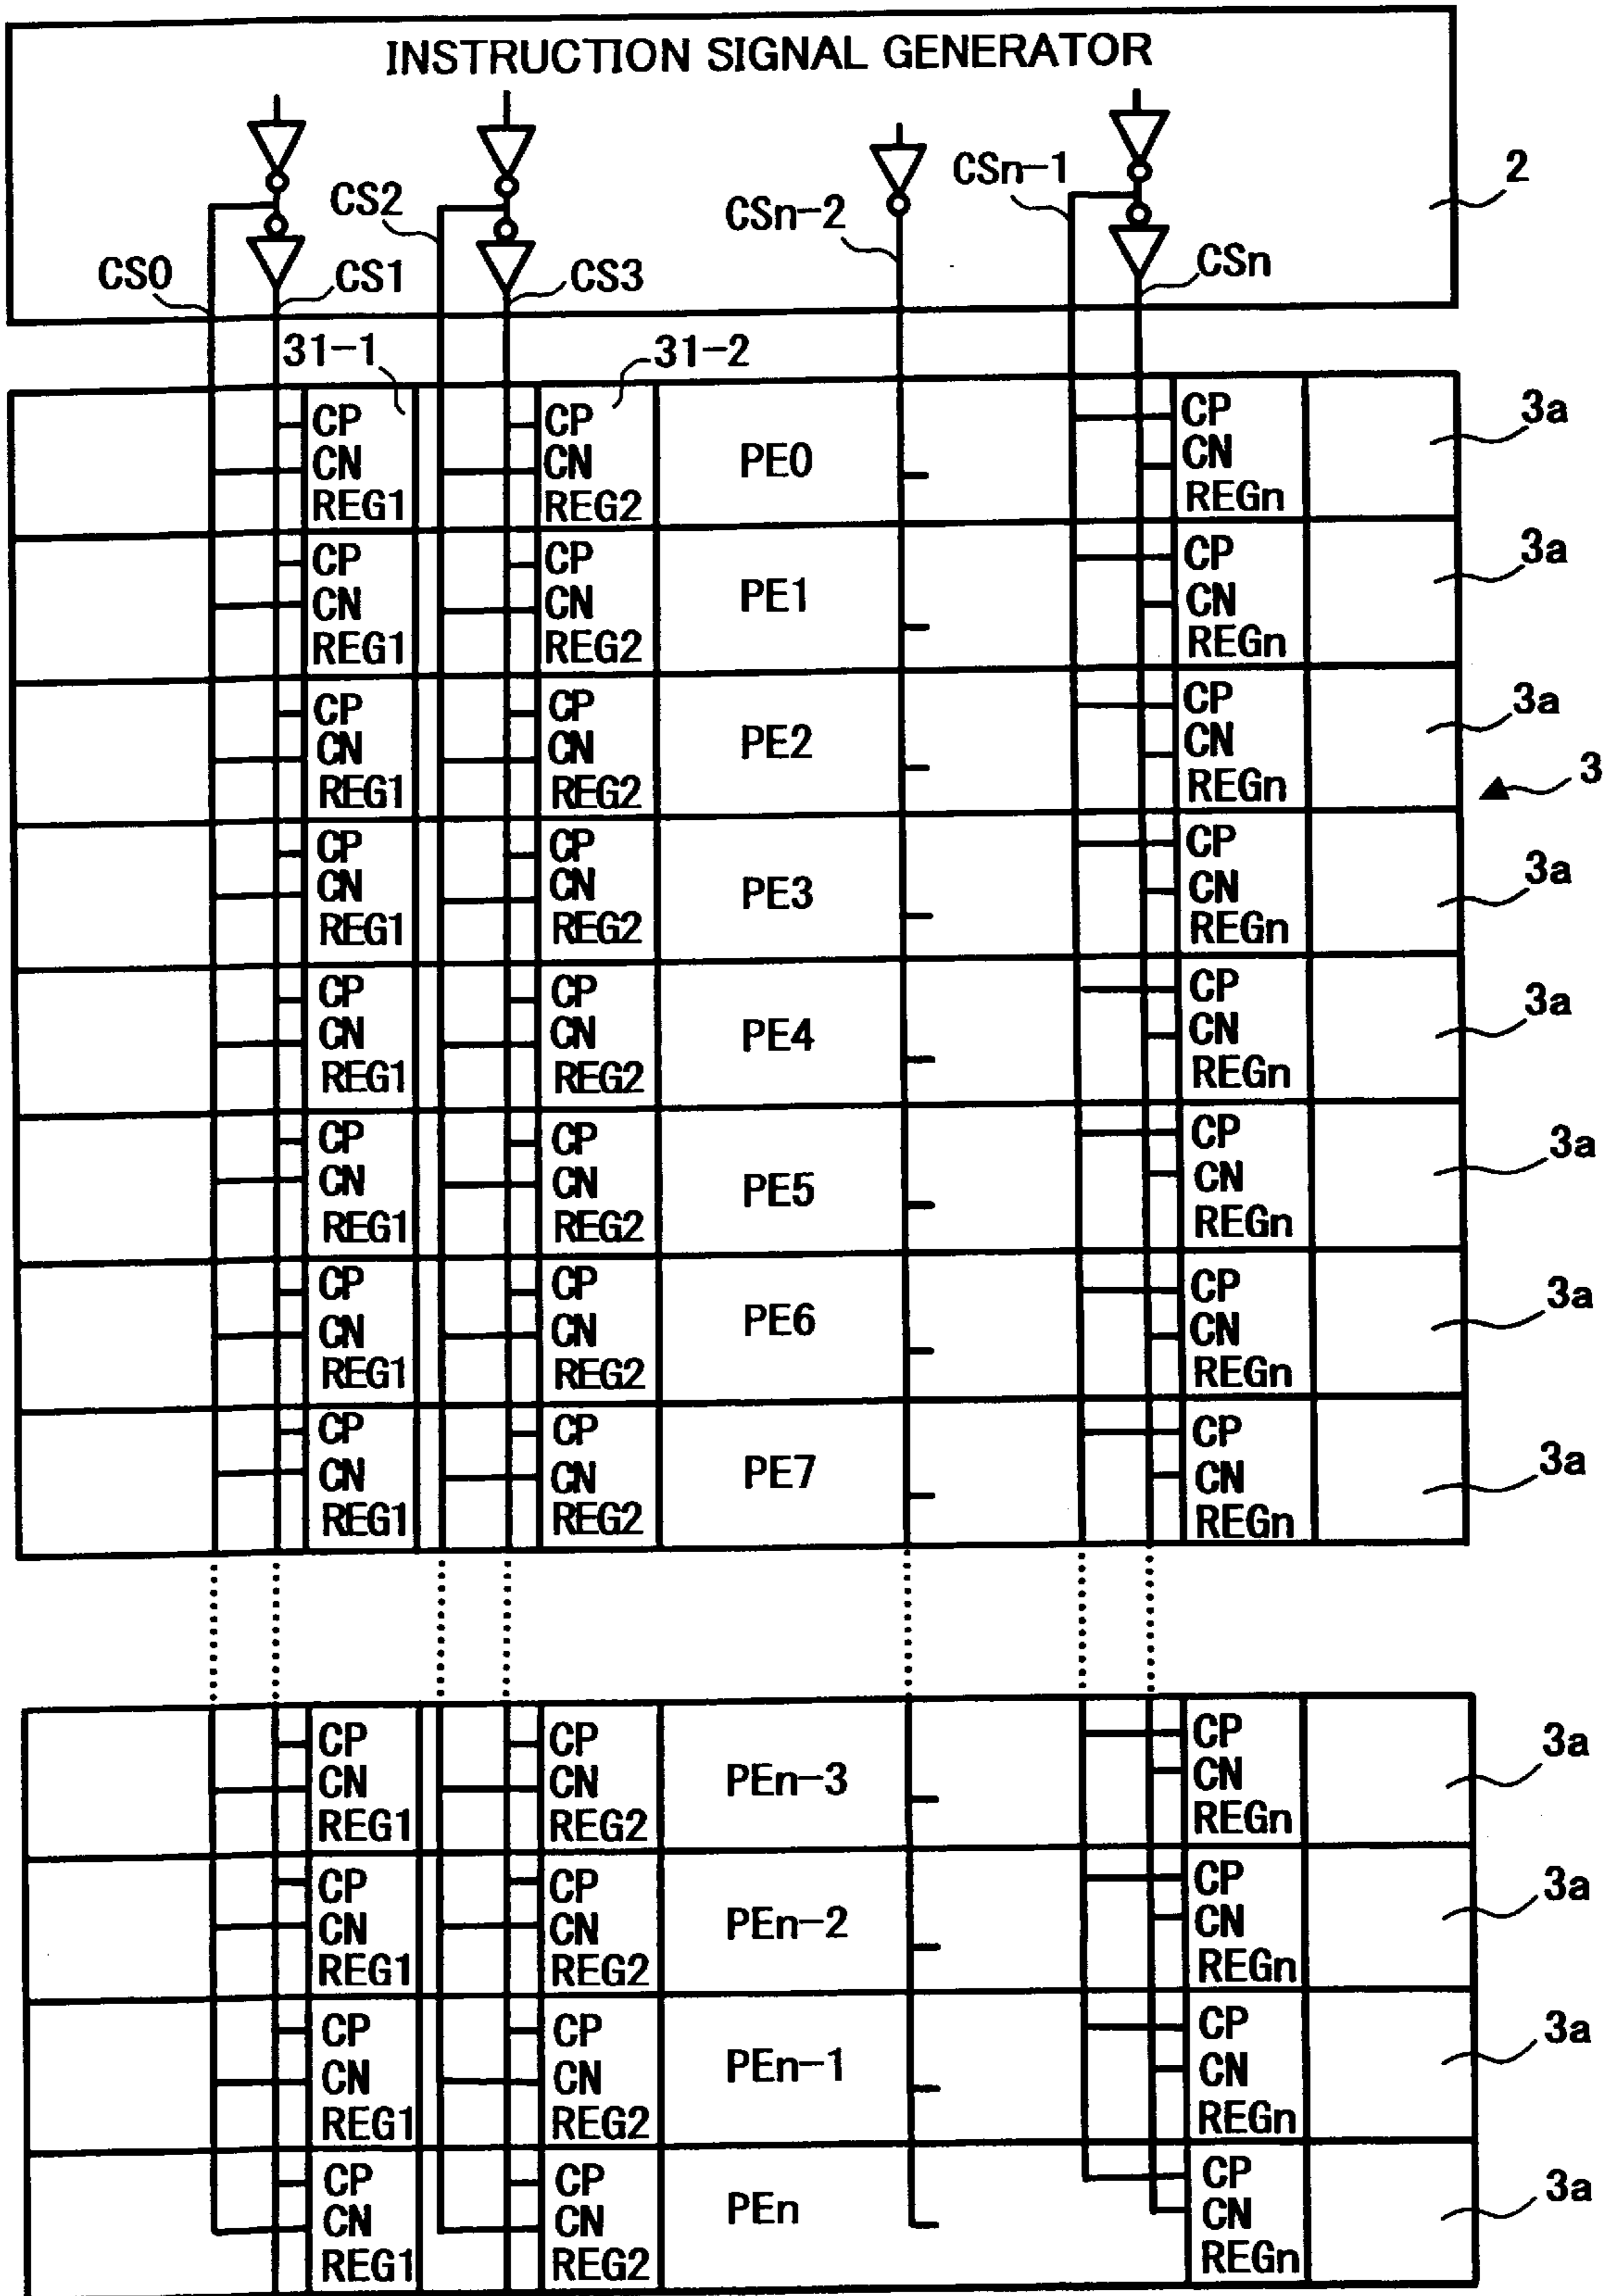 INSTRUCTION SIGNAL GENERATOR
2
CS0
CS1
CS2
CS3
CSn-2
CSn-1
CSn
31-1
31-2
CP CP CP 3a
CN CN PE0 CN
REG1 REG2 REGn
CP CP CP 3a
CN CN PE1 CN
REG1 REG2 REGn
CP CP CP 3a
CN CN PE2 CN
REG1 REG2 REGn
3
CP CP CP 3a
CN CN PE3 CN
REG1 REG2 REGn
CP CP CP 3a
CN CN PE4 CN
REG1 REG2 REGn
CP CP CP 3a
CN CN PE5 CN
REG1 REG2 REGn
CP CP CP 3a
CN CN PE6 CN
REG1 REG2 REGn
CP CP CP 3a
CN CN PE7 CN
REG1 REG2 REGn
CP CP CP 3a
CN CN PEn-3 CN
REG1 REG2 REGn
CP CP CP 3a
CN CN PEn-2 CN
REG1 REG2 REGn
CP CP CP 3a
CN CN PEn-1 CN
REG1 REG2 REGn
CP CP CP 3a
CN CN PEn CN
REG1 REG2 REGn